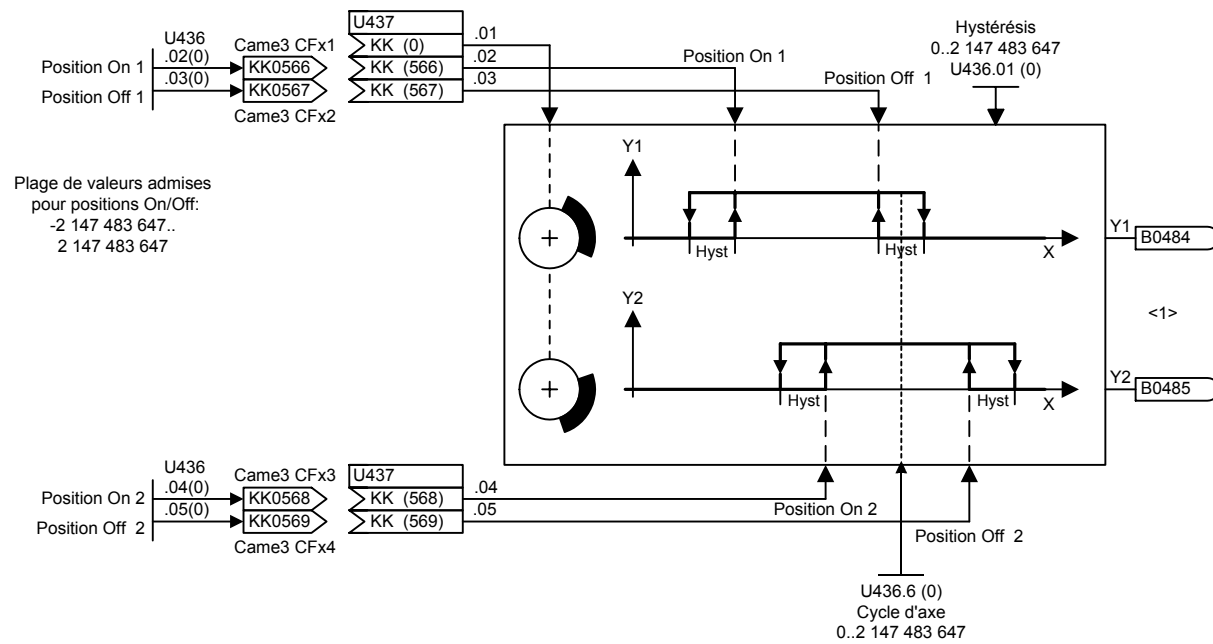 U436
Came3 CFx1
U437
.01
Hystérésis
0..2 147 483 647
U436.01 (0)
Position On 1
.02(0)
KK0566
KK (0)
KK (566)
.02
Position On 1
Position Off 1
.03(0)
KK0567
KK (567)
.03
Position Off 1
Came3 CFx2
Plage de valeurs admises
pour positions On/Off:
-2 147 483 647..
2 147 483 647
Y1
Hyst
Hyst
X
Y1
B0484
<1>
Y2
Hyst
Hyst
X
Y2
B0485
U436
Came3 CFx3
U437
Position On 2
.04(0)
KK0568
KK (568)
.04
Position On 2
Position Off 2
.05(0)
KK0569
KK (569)
.05
Position Off 2
Came3 CFx4
U436.6 (0)
Cycle d'axe
0..2 147 483 647